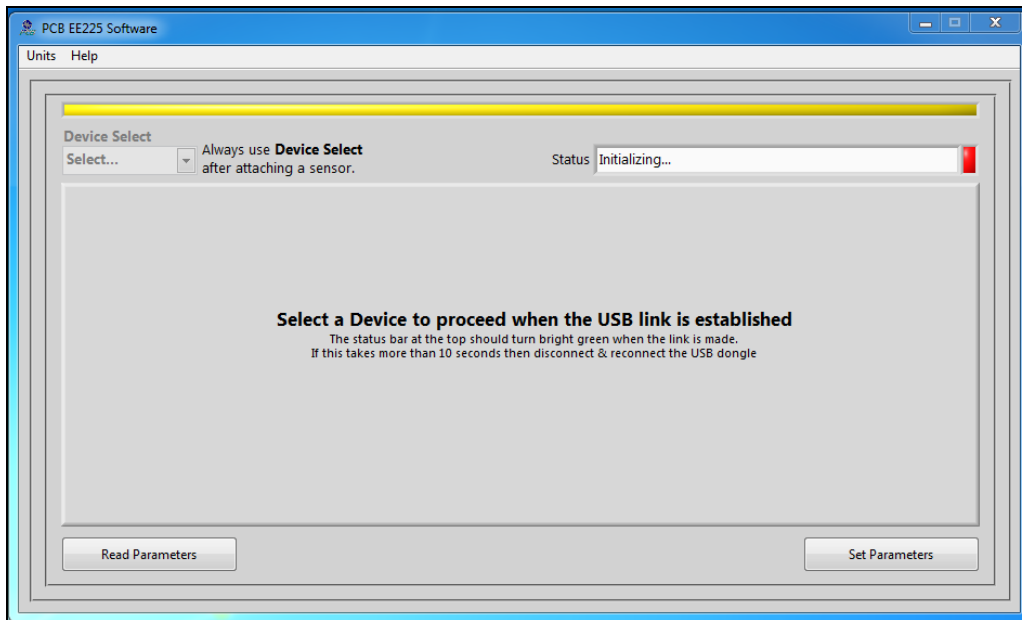 PCB EE225 Software
Units Help
Device Select
Select...
Always use Device Select
after attaching a sensor.
Status Initializing...
Select a Device to proceed when the USB link is established
The status bar at the top should turn bright green when the link is made.
If this takes more than 10 seconds then disconnect & reconnect the USB dongle
Read Parameters
Set Parameters